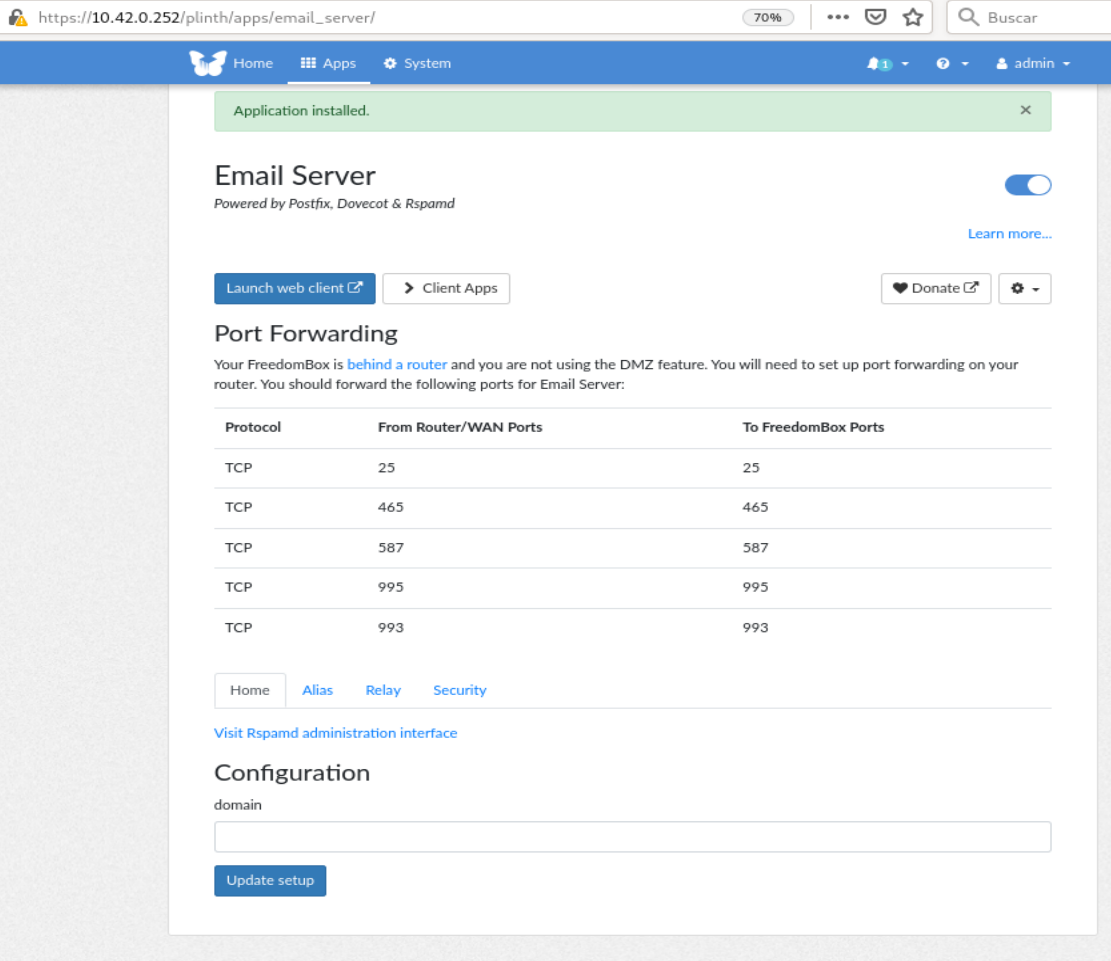 https://10.42.0.252/plinth/apps/email_server/ 70% Buscar
Home Apps System 1 admin
Application installed. ×
Email Server
Powered by Postfix, Dovecot & Rspamd
Learn more...
Launch web client Client Apps Donate
Port Forwarding
Your FreedomBox is behind a router and you are not using the DMZ feature. You will need to set up port forwarding on your
router. You should forward the following ports for Email Server:
Protocol From Router/WAN Ports To FreedomBox Ports
TCP 25 25
TCP 465 465
TCP 587 587
TCP 995 995
TCP 993 993
Home Alias Relay Security
Visit Rspamd administration interface
Configuration
domain
Update setup